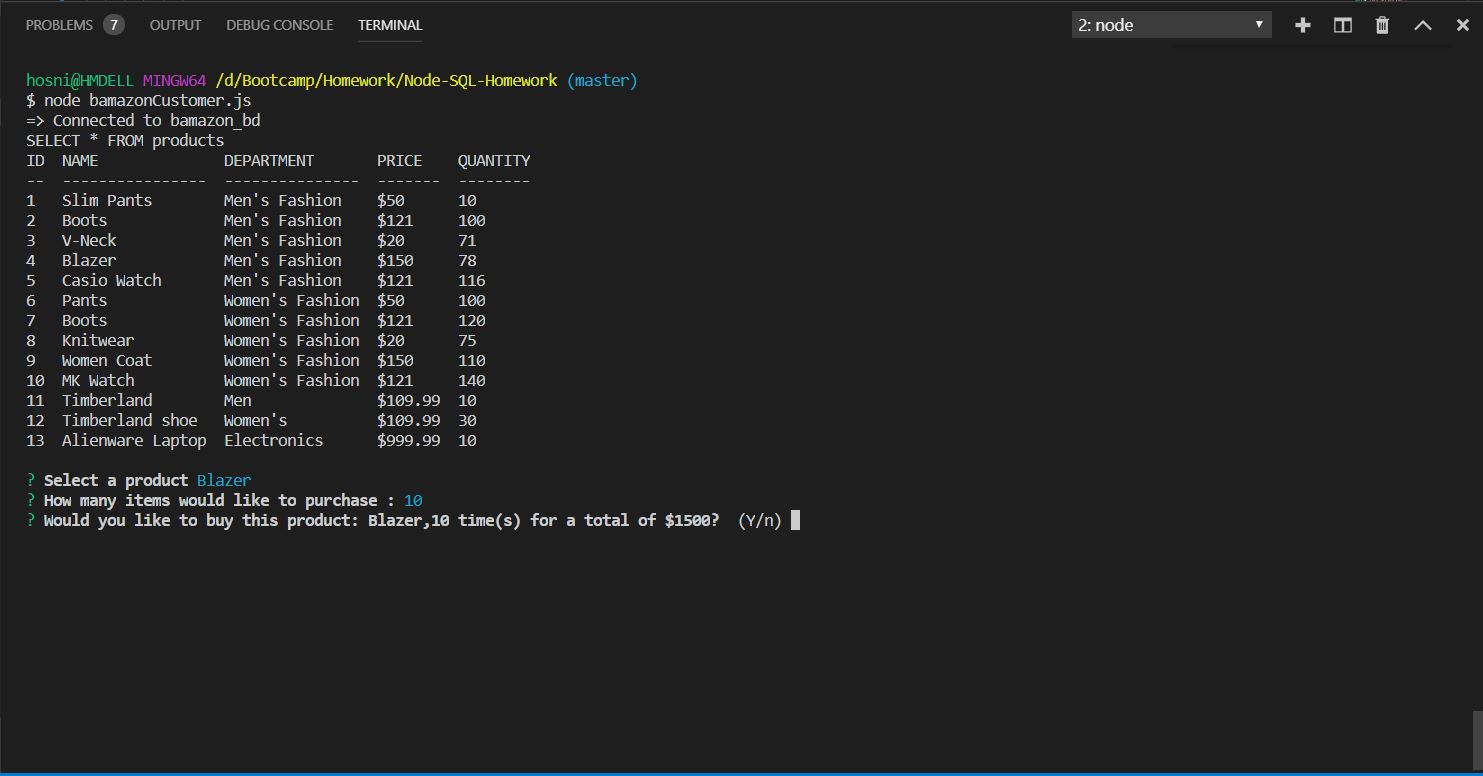 PROBLEMS 7 OUTPUT DEBUG CONSOLE TERMINAL 2: node
hosni@HMDELL MINGW64 /d/Bootcamp/Homework/Node-SQL-Homework (master)
$ node bamazonCustomer.js
=> Connected to bamazon_bd
SELECT * FROM products
ID  NAME              DEPARTMENT       PRICE    QUANTITY
--  ----------------  ---------------  -------  --------
1   Slim Pants        Men's Fashion    $50      10
2   Boots             Men's Fashion    $121     100
3   V-Neck            Men's Fashion    $20      71
4   Blazer            Men's Fashion    $150     78
5   Casio Watch       Men's Fashion    $121     116
6   Pants             Women's Fashion  $50      100
7   Boots             Women's Fashion  $121     120
8   Knitwear          Women's Fashion  $20      75
9   Women Coat        Women's Fashion  $150     110
10  MK Watch          Women's Fashion  $121     140
11  Timberland        Men              $109.99  10
12  Timberland shoe   Women's          $109.99  30
13  Alienware Laptop  Electronics      $999.99  10
? Select a product Blazer
? How many items would like to purchase : 10
? Would you like to buy this product: Blazer,10 time(s) for a total of $1500?  (Y/n)